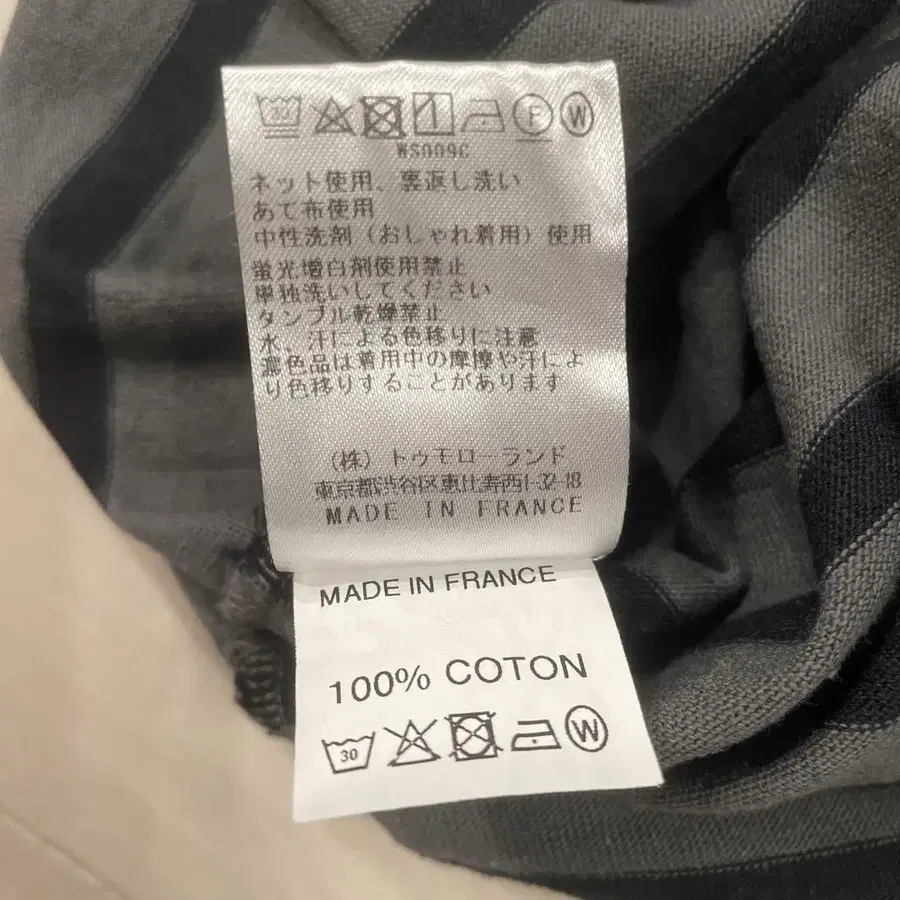 30
F
W
WS009C
ネット使用、裏返し洗い
あて布使用
中性洗剤(おしゃれ着用)使用
蛍光増白剤使用禁止
単独洗いしてください
タンブル乾燥禁止
水、汗による色移りに注意
濃色品は着用中の摩擦や汗によ
り色移りすることがあります
(株)トゥモローランド
東京都渋谷区恵比寿西1-32-18
MADE IN FRANCE
MADE IN FRANCE
100% COTON
30
W